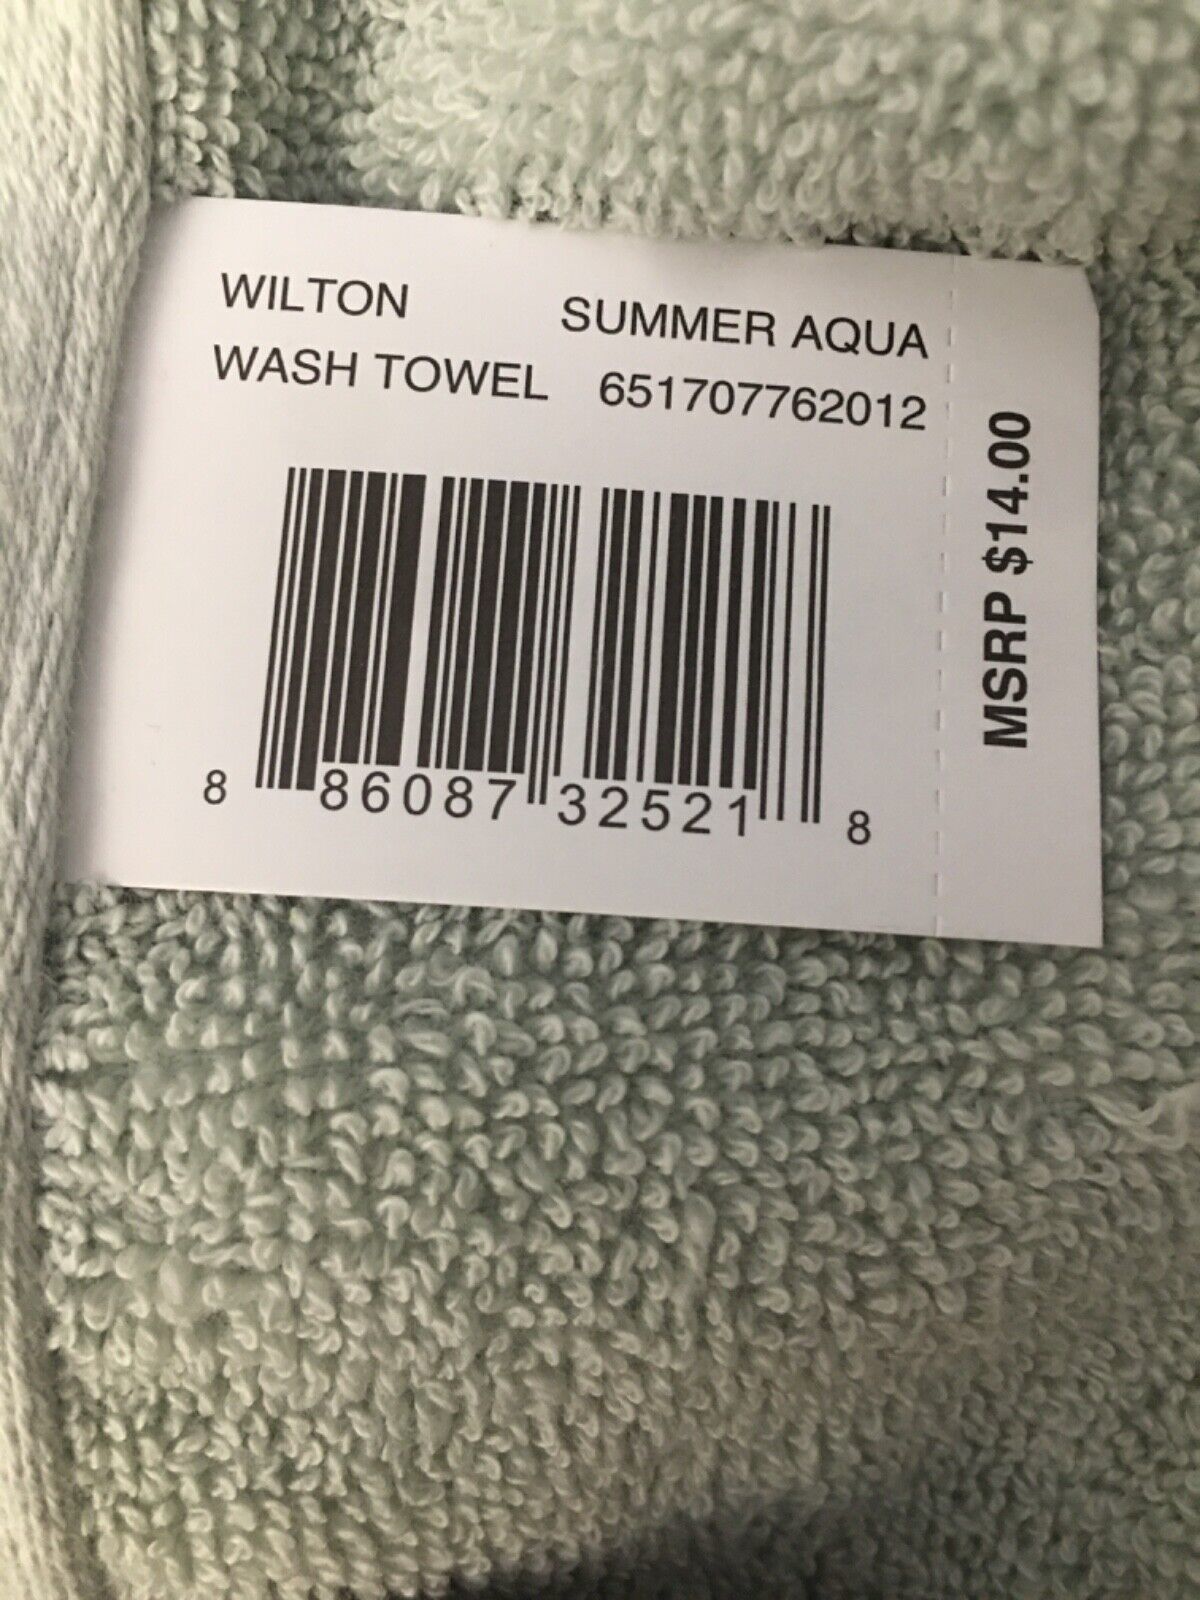 WILTON SUMMER AQUA
WASH TOWEL 651707762012
8 86087 32521 8
MSRP $14.00